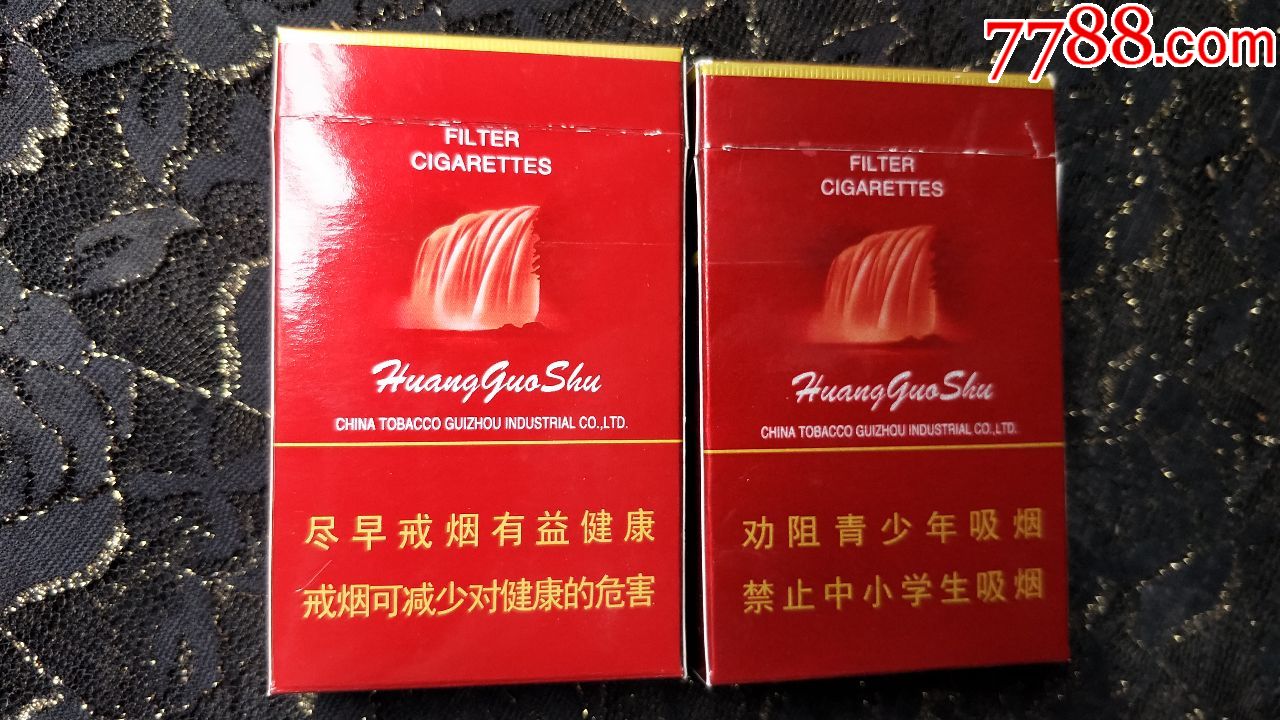 7788.com
FILTER
CIGARETTES
HuangGuoShu
CHINA TOBACCO GUIZHOU INDUSTRIAL CO.,LTD.
尽早戒烟有益健康
戒烟可减少对健康的危害
FILTER
CIGARETTES
HuangGuoShu
CHINA TOBACCO GUIZHOU INDUSTRIAL CO.,LTD.
劝阻青少年吸烟
禁止中小学生吸烟